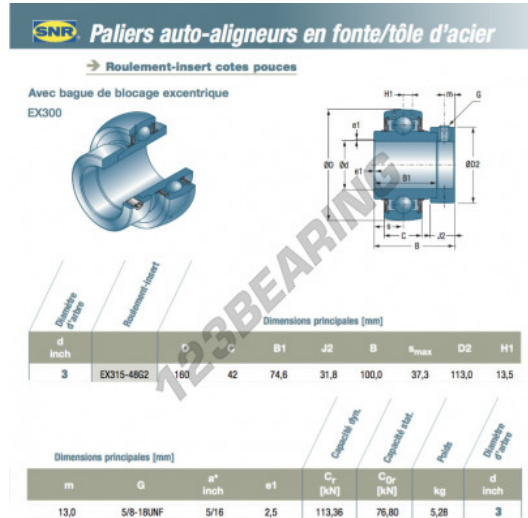 SNR Paliers auto-aligneurs en fonte/tôle d'acier
Roulement-insert cotes pouces
Avec bague de blocage excentrique
EX300
H1 m G
e1
ØD Ød ØD2
e1
B1
s
C J2
B
123BEARING
Diamètre d'arbre Roulement-insert
Dimensions principales [mm]
d inch D C B1 J2 B smax D2 H1
3 EX315-48G2 160 42 74,6 31,8 100,0 37,3 113,0 13,5
Capacité dyn. Capacité stat. Poids Diamètre d'arbre
Dimensions principales [mm]
m G a* inch e1 Cr [kN] C0r [kN] kg d inch
13,0 5/8-18UNF 5/16 2,5 113,36 76,80 5,28 3